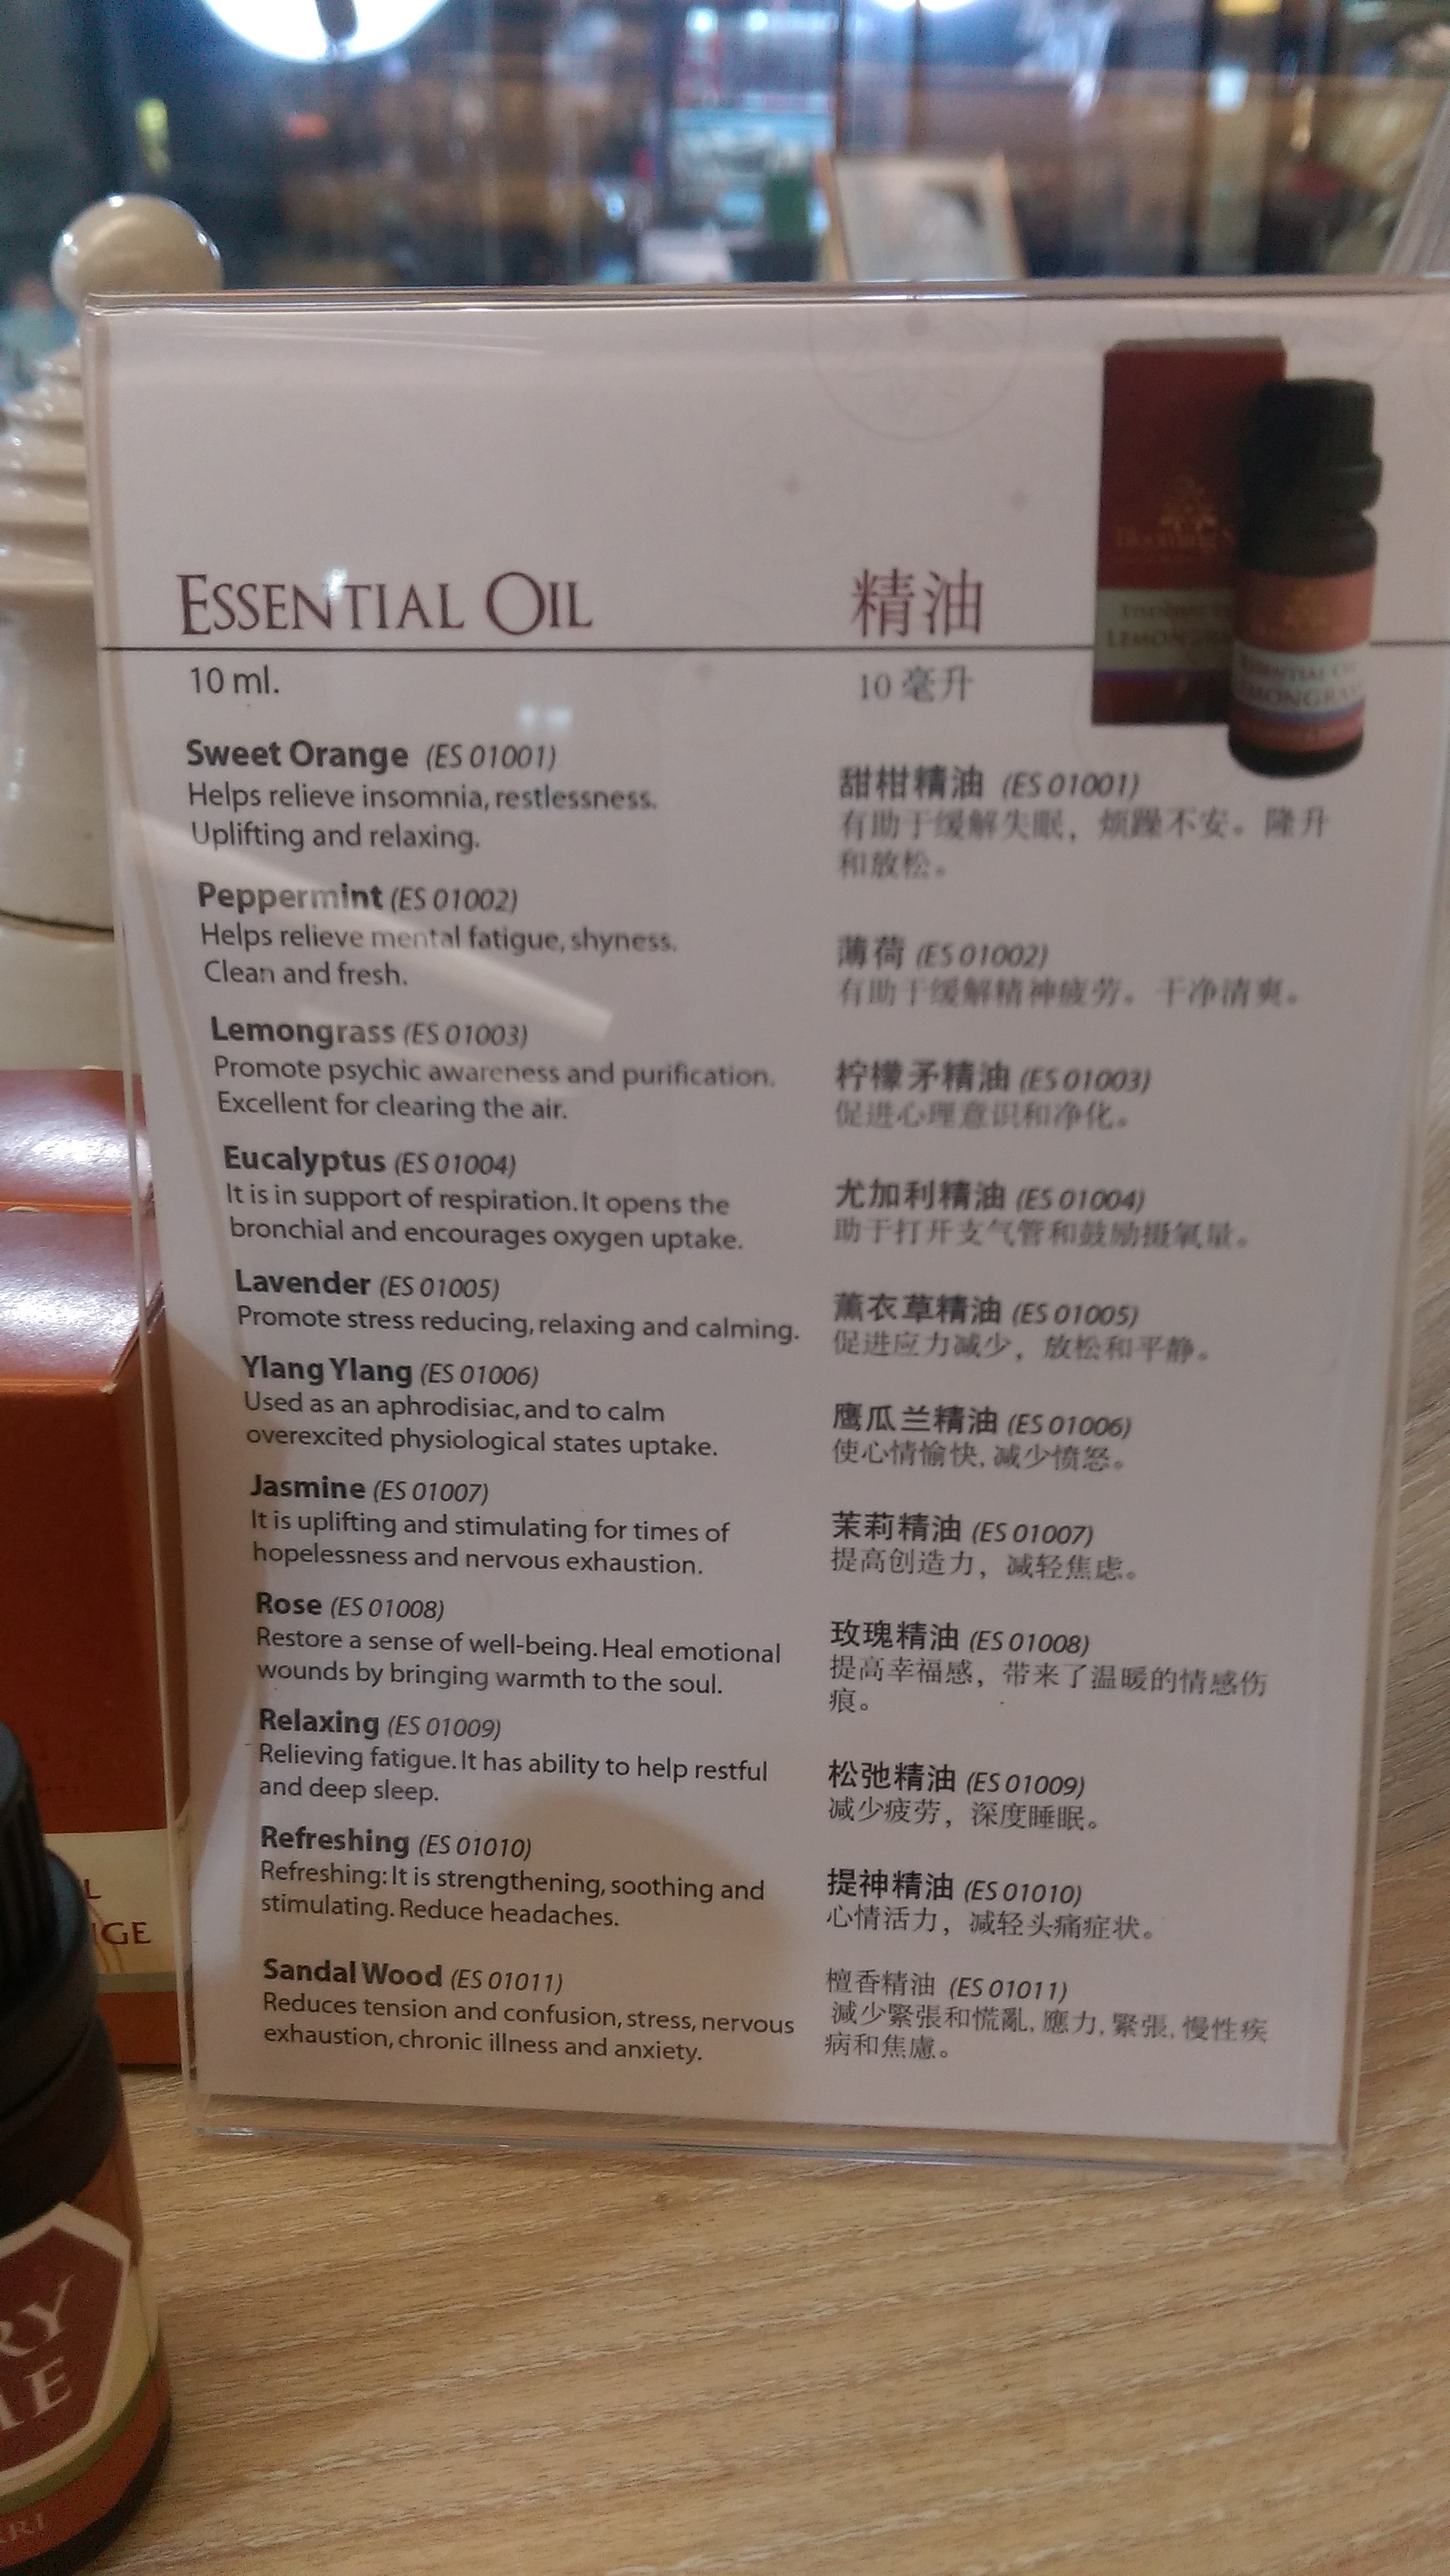 ESSENTIAL OIL
10 ml.
Sweet Orange (ES 01001)
Helps relieve insomnia, restlessness.
Uplifting and relaxing.
Peppermint (ES 01002)
Helps relieve mental fatigue, shyness.
Clean and fresh.
Lemongrass (ES 01003)
Promote psychic awareness and purification.
Excellent for clearing the air.
Eucalyptus (ES 01004)
It is in support of respiration. It opens the
bronchial and encourages oxygen uptake.
Lavender (ES 01005)
Promote stress reducing, relaxing and calming.
Ylang Ylang (ES 01006)
Used as an aphrodisiac, and to calm
overexcited physiological states uptake.
Jasmine (ES 01007)
It is uplifting and stimulating for times of
hopelessness and nervous exhaustion.
Rose (ES 01008)
Restore a sense of well-being. Heal emotional
wounds by bringing warmth to the soul.
Relaxing (ES 01009)
Relieving fatigue. It has ability to help restful
and deep sleep.
Refreshing (ES 01010)
Refreshing: It is strengthening, soothing and
stimulating. Reduce headaches.
Sandal Wood (ES 01011)
Reduces tension and confusion, stress, nervous
exhaustion, chronic illness and anxiety.
精油
10 毫升
甜柑精油 (ES 01001)
有助于缓解失眠，烦躁不安。隆升
和放松。
薄荷 (ES 01002)
有助于缓解精神疲劳。干净清爽。
柠檬矛精油 (ES 01003)
促进心理意识和净化。
尤加利精油 (ES 01004)
助于打开支气管和鼓励摄氧量。
薰衣草精油 (ES 01005)
促进应力减少，放松和平静。
鹰瓜兰精油 (ES 01006)
使心情愉快, 减少愤怒。
茉莉精油 (ES 01007)
提高创造力，减轻焦虑。
玫瑰精油 (ES 01008)
提高幸福感，带来了温暖的情感伤
痕。
松弛精油 (ES 01009)
减少疲劳，深度睡眠。
提神精油 (ES 01010)
心情活力，减轻头痛症状。
檀香精油 (ES 01011)
減少緊張和慌亂, 應力, 緊張, 慢性疾
病和焦慮。
ESSENTIAL
LEMONGRASS